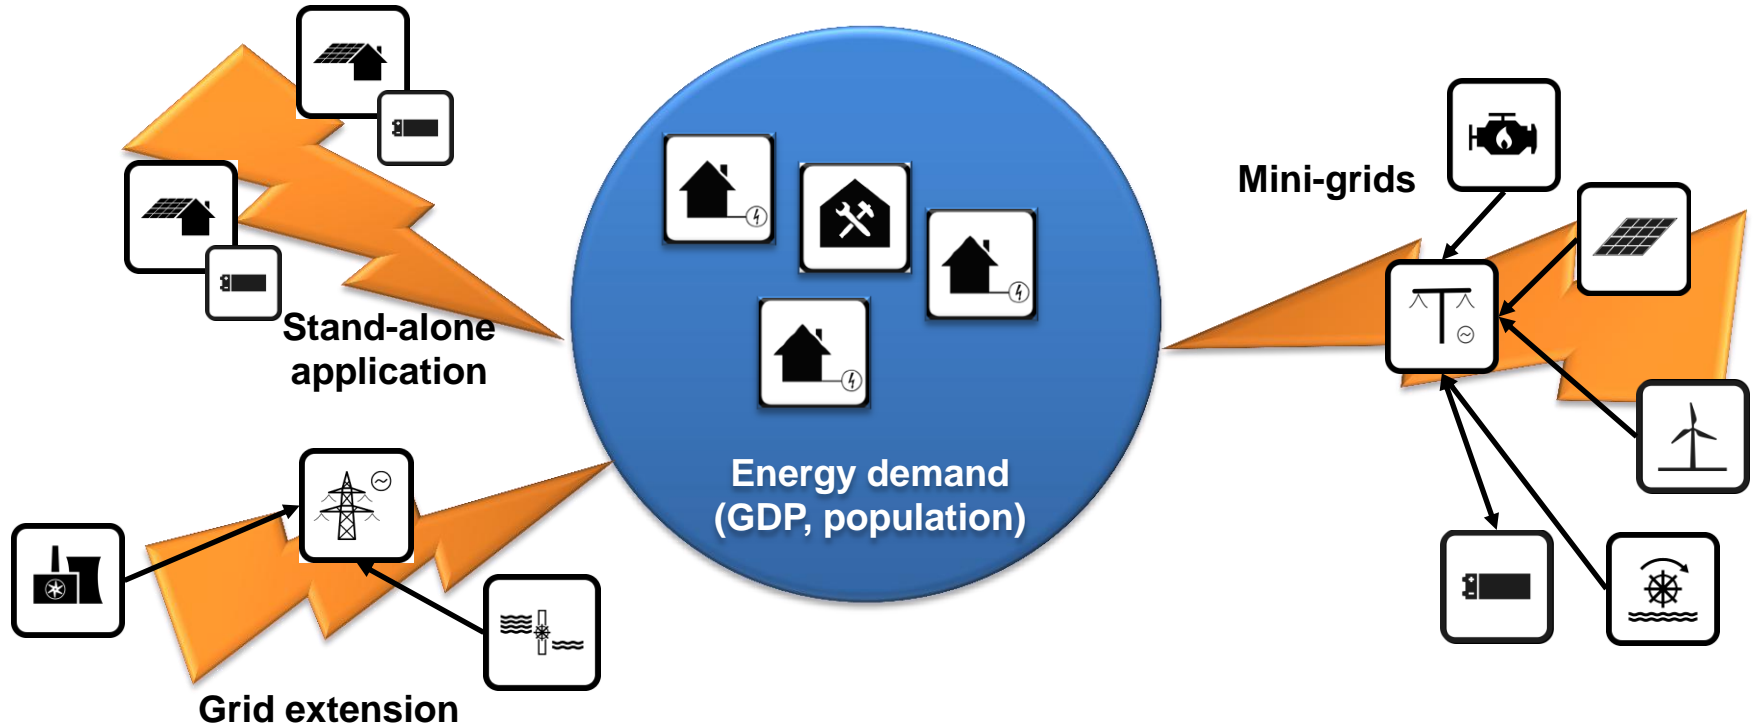 Mini-grids
Stand-alone
application
Energy demand
(GDP, population)
Grid extension